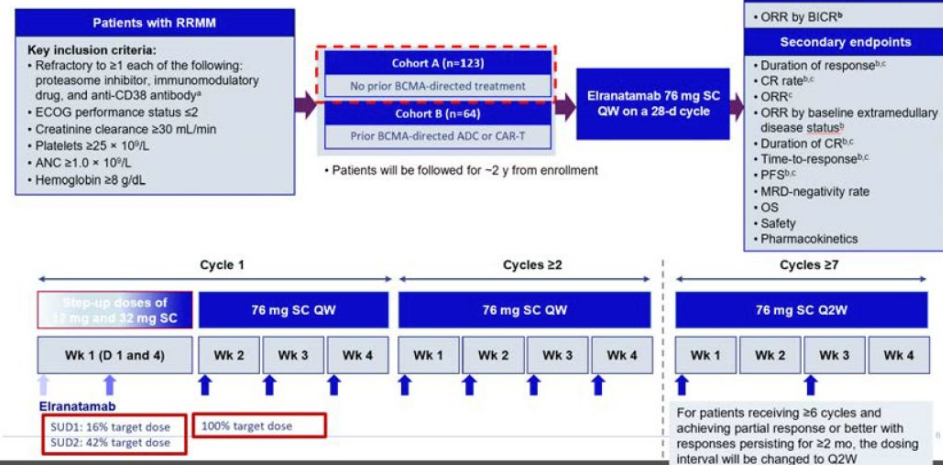 Patients with RRMM
Key inclusion criteria:
• Refractory to ≥1 each of the following:
proteasome inhibitor, immunomodulatory
drug, and anti-CD38 antibodyᵃ
• ECOG performance status ≤2
• Creatinine clearance ≥30 mL/min
• Platelets ≥25 × 10⁹/L
• ANC ≥1.0 × 10⁹/L
• Hemoglobin ≥8 g/dL
Cohort A (n=123)
No prior BCMA-directed treatment
Cohort B (n=64)
Prior BCMA-directed ADC or CAR-T
• Patients will be followed for ~2 y from enrollment
Elranatamab 76 mg SC
QW on a 28-d cycle
• ORR by BICRᵇ
Secondary endpoints
• Duration of responseᵇ,ᶜ
• CR rateᵇ,ᶜ
• ORRᶜ
• ORR by baseline extramedullary
disease statusᵇ
• Duration of CRᵇ,ᶜ
• Time-to-responseᵇ,ᶜ
• PFSᵇ,ᶜ
• MRD-negativity rate
• OS
• Safety
• Pharmacokinetics
Cycle 1
Cycles ≥2
Cycles ≥7
Step-up doses of
12 mg and 32 mg SC
76 mg SC QW
76 mg SC QW
76 mg SC Q2W
Wk 1 (D 1 and 4)
Wk 2
Wk 3
Wk 4
Wk 1
Wk 2
Wk 3
Wk 4
Wk 1
Wk 2
Wk 3
Wk 4
Elranatamab
SUD1: 16% target dose
SUD2: 42% target dose
100% target dose
For patients receiving ≥6 cycles and
achieving partial response or better with
responses persisting for ≥2 mo, the dosing
interval will be changed to Q2W
6